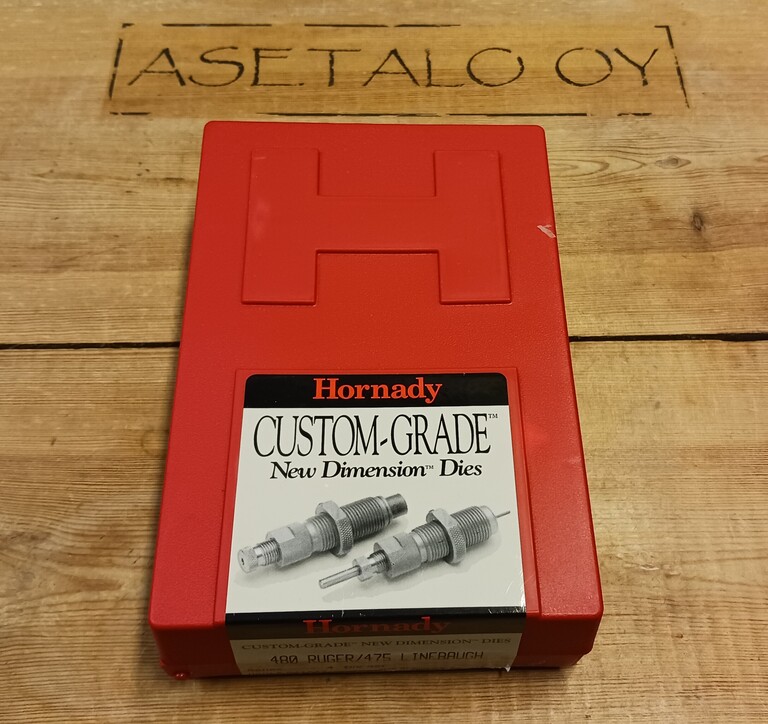 ASETALO OY
H
Hornady
CUSTOM-GRADE™
New Dimension™ Dies
Hornady
CUSTOM-GRADE™ NEW DIMENSION™ DIES
480 RUGER/475 LINEBAUGH